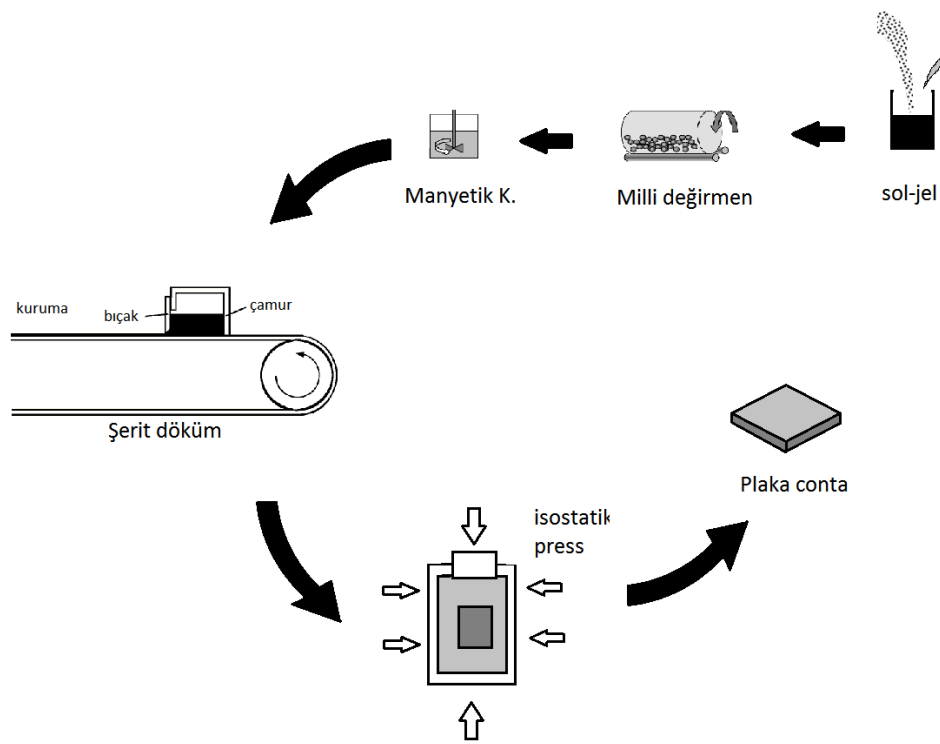 sol-jel
Milli değirmen
Manyetik K.
kuruma
bıçak
çamur
Şerit döküm
isostatik
press
Plaka conta